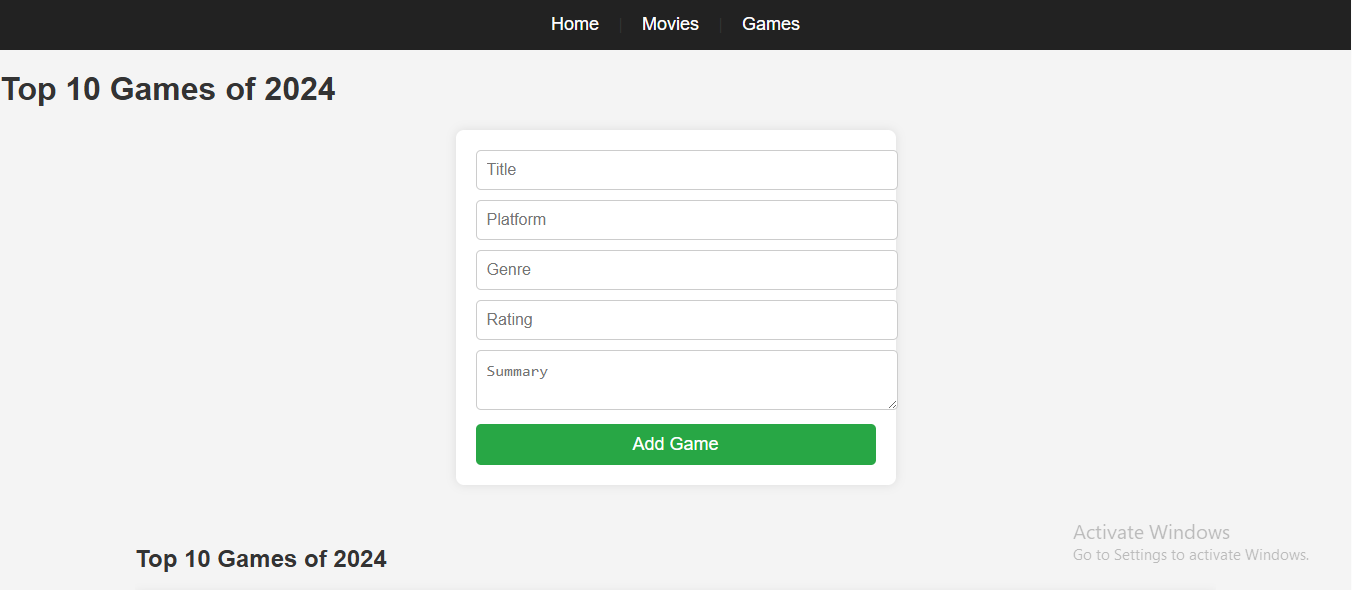 Home Movies Games
Top 10 Games of 2024
Title
Platform
Genre
Rating
Summary
Add Game
Top 10 Games of 2024
Activate Windows
Go to Settings to activate Windows.